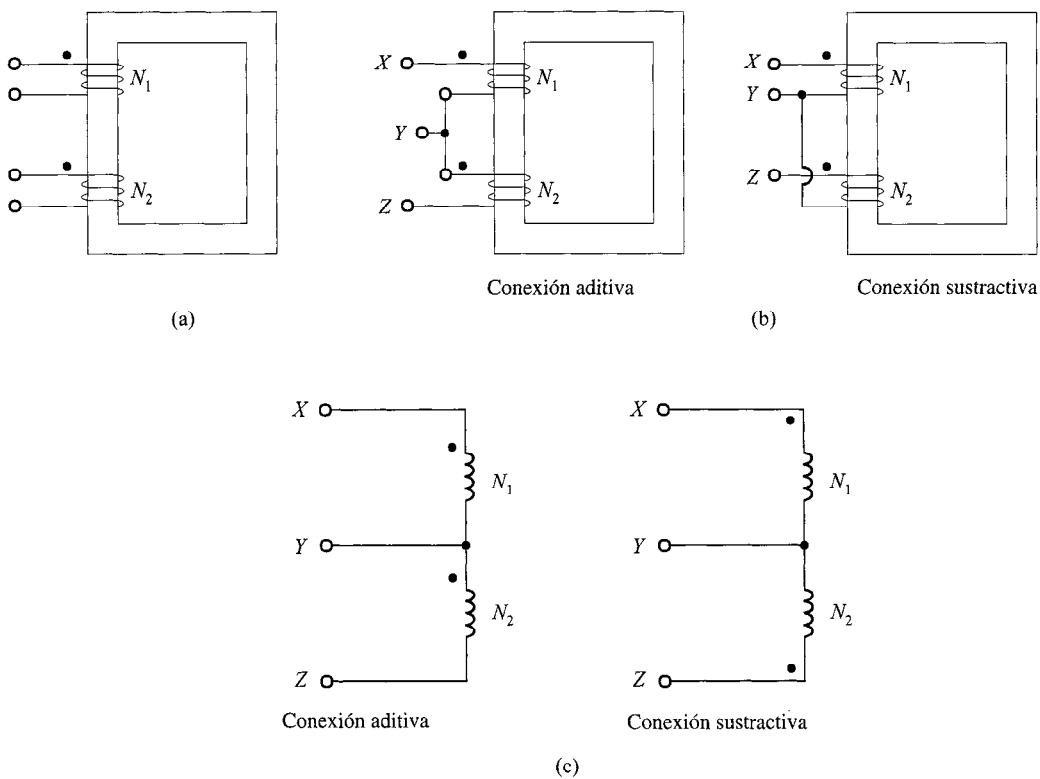 N₁
N₂
(a)
X
Y
Z
N₁
N₂
Conexión aditiva
X
Y
Z
N₁
N₂
Conexión sustractiva
(b)
X
Y
Z
N₁
N₂
Conexión aditiva
X
Y
Z
N₁
N₂
Conexión sustractiva
(c)